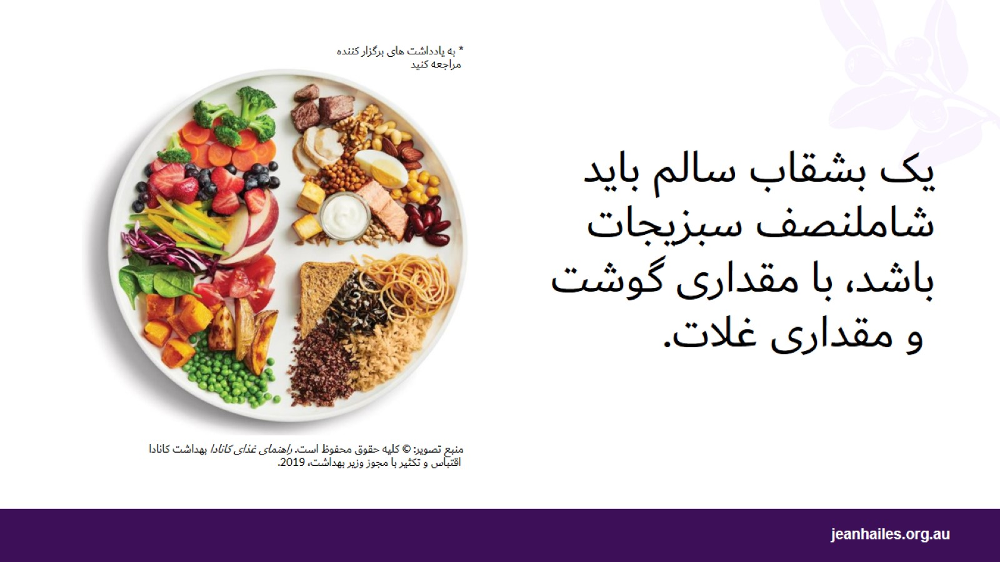 * به یادداشت های برگزار کننده
مراجعه کنید
یک بشقاب سالم باید
شاملنصف سبزیجات
باشد، با مقداری گوشت
و مقداری غلات.
منبع تصویر: © کلیه حقوق محفوظ است. راهنمای غذای کانادا بهداشت کانادا
اقتباس و تکثیر با مجوز وزیر بهداشت، 2019.
jeanhailes.org.au